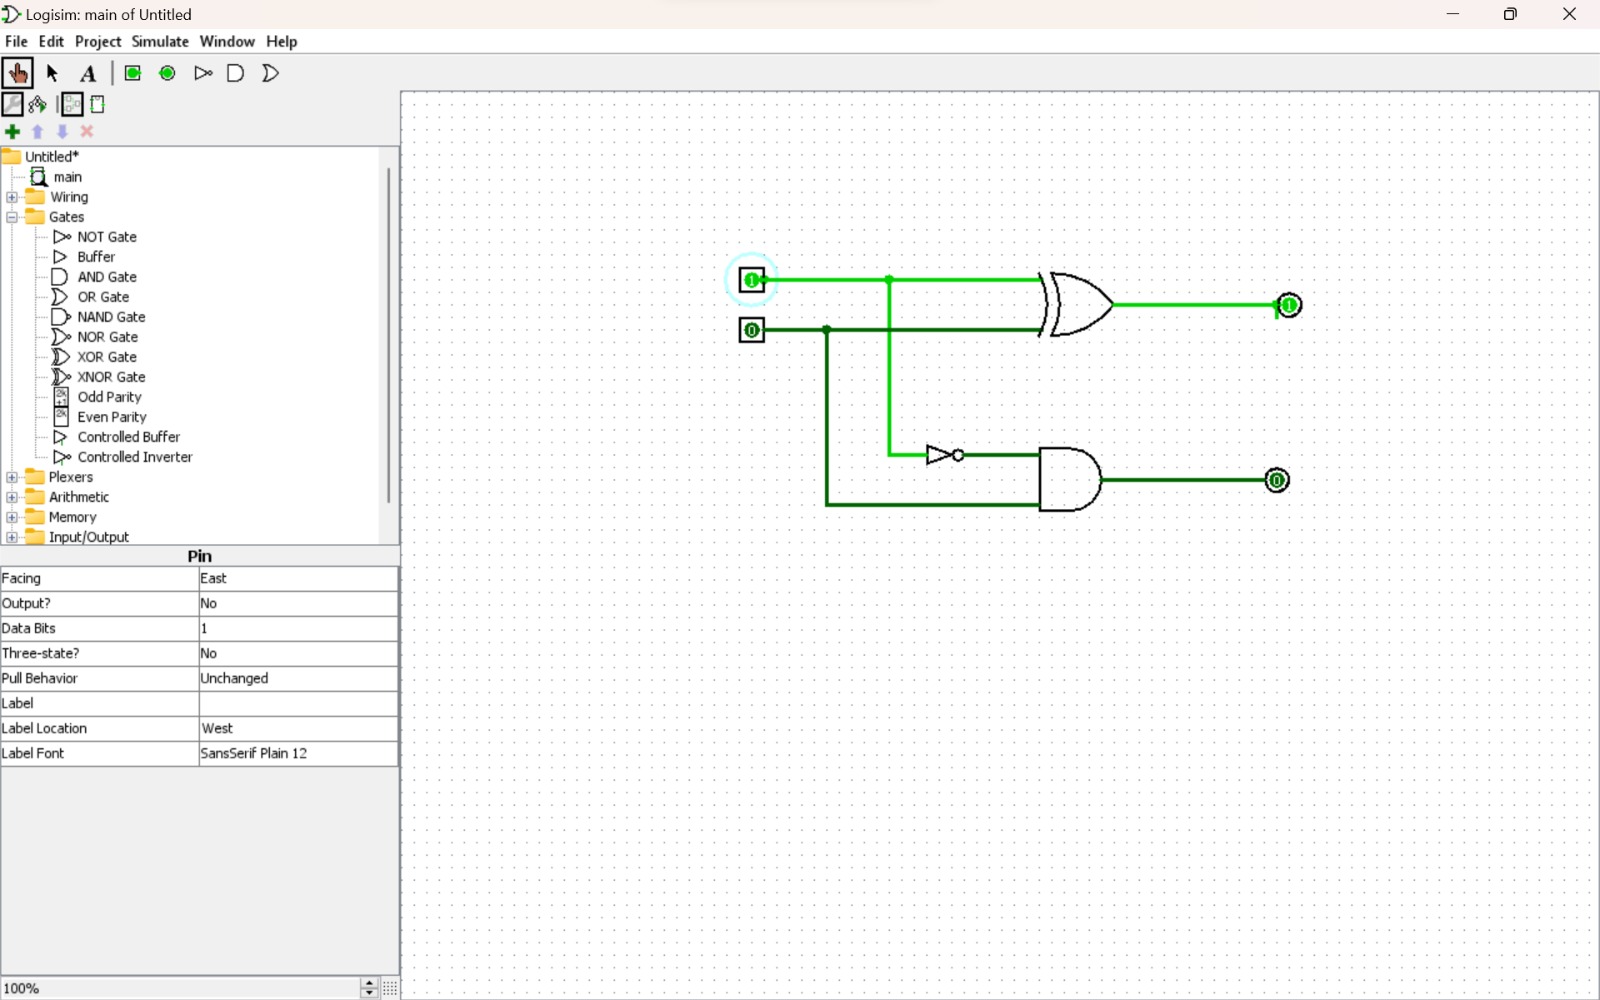 Logisim: main of Untitled
File Edit Project Simulate Window Help
A
Untitled*
main
Wiring
Gates
NOT Gate
Buffer
AND Gate
OR Gate
NAND Gate
NOR Gate
XOR Gate
XNOR Gate
Odd Parity
Even Parity
Controlled Buffer
Controlled Inverter
Plexers
Arithmetic
Memory
Input/Output
Pin
Facing East
Output? No
Data Bits 1
Three-state? No
Pull Behavior Unchanged
Label
Label Location West
Label Font SansSerif Plain 12
100%
1
0
1
0